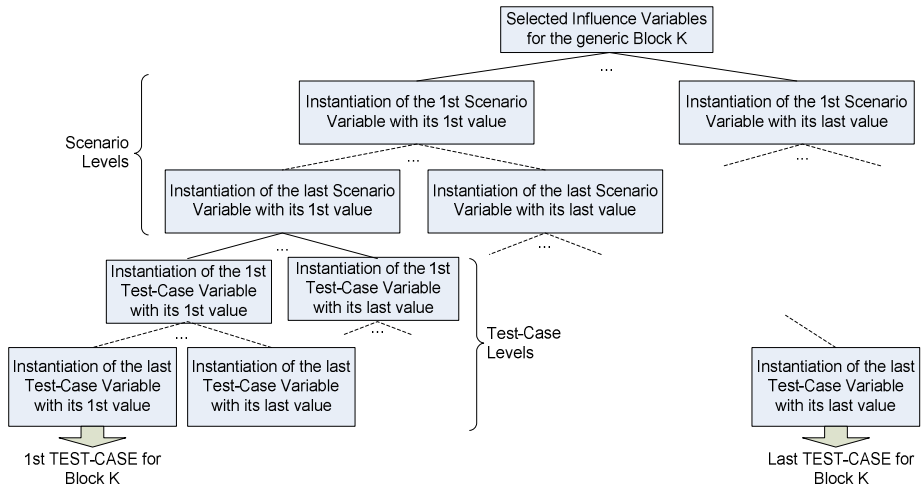 Selected Influence Variables
for the generic Block K
...
Instantiation of the 1st Scenario
Variable with its 1st value
Instantiation of the 1st Scenario
Variable with its last value
Scenario
Levels
...
...
Instantiation of the last Scenario
Variable with its 1st value
Instantiation of the last Scenario
Variable with its last value
...
...
Instantiation of the 1st
Test-Case Variable
with its 1st value
Instantiation of the 1st
Test-Case Variable
with its last value
Test-Case
Levels
...
...
Instantiation of the last
Test-Case Variable
with its 1st value
Instantiation of the last
Test-Case Variable
with its last value
Instantiation of the last
Test-Case Variable
with its last value
1st TEST-CASE for
Block K
Last TEST-CASE for
Block K